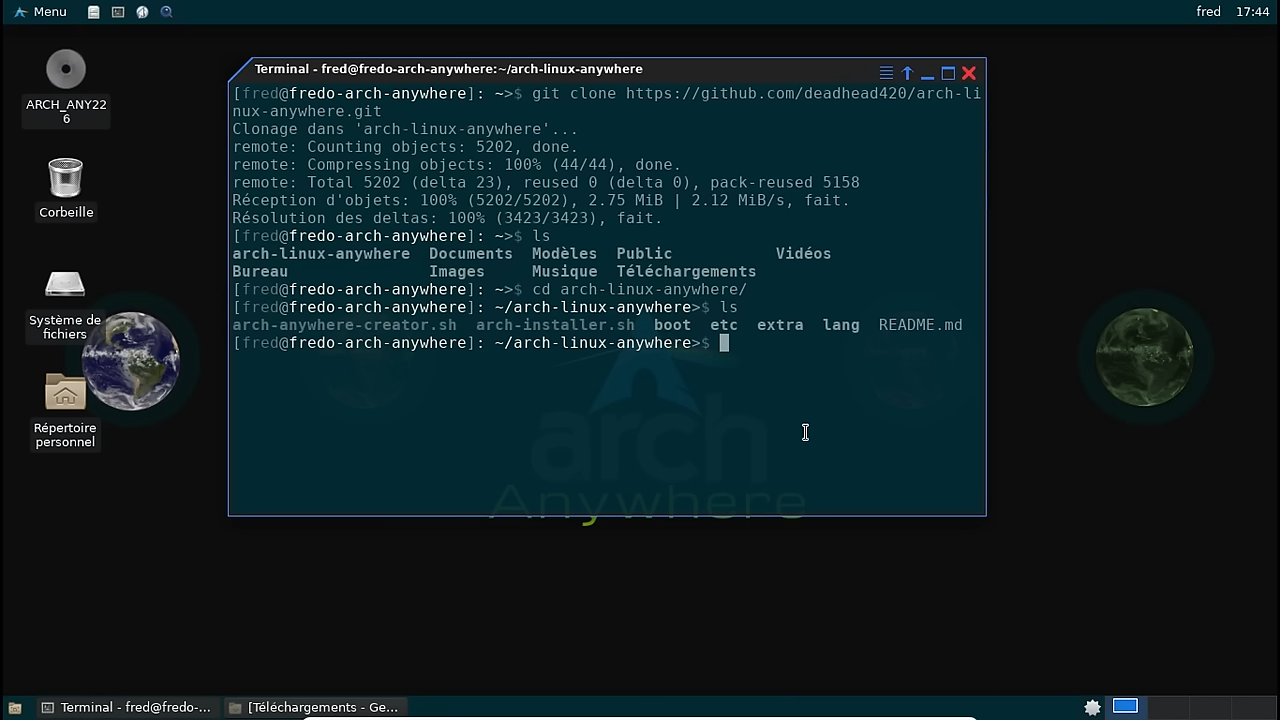 Menu
fred 17:44
ARCH_ANY22
6
Corbeille
Système de
fichiers
Répertoire
personnel
Terminal - fred@fredo-arch-anywhere:~/arch-linux-anywhere
[fred@fredo-arch-anywhere]: ~>$ git clone https://github.com/deadhead420/arch-li
nux-anywhere.git
Clonage dans 'arch-linux-anywhere'...
remote: Counting objects: 5202, done.
remote: Compressing objects: 100% (44/44), done.
remote: Total 5202 (delta 23), reused 0 (delta 0), pack-reused 5158
Réception d'objets: 100% (5202/5202), 2.75 MiB | 2.12 MiB/s, fait.
Résolution des deltas: 100% (3423/3423), fait.
[fred@fredo-arch-anywhere]: ~>$ ls
arch-linux-anywhere  Documents  Modèles  Public           Vidéos
Bureau               Images     Musique  Téléchargements
[fred@fredo-arch-anywhere]: ~>$ cd arch-linux-anywhere/
[fred@fredo-arch-anywhere]: ~/arch-linux-anywhere>$ ls
arch-anywhere-creator.sh  arch-installer.sh  boot  etc  extra  lang  README.md
[fred@fredo-arch-anywhere]: ~/arch-linux-anywhere>$
arch
Anywhere
Terminal - fred@fredo-...
[Téléchargements - Ge...